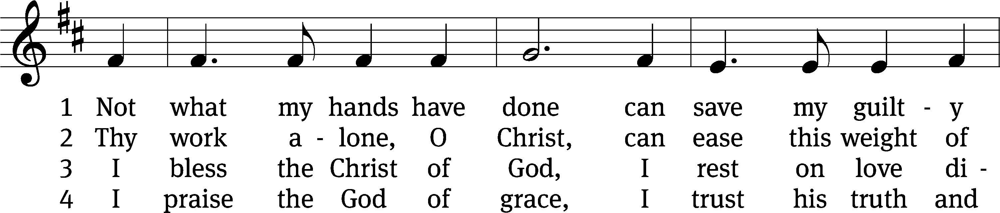 1 Not what my hands have done can save my guilt - y
2 Thy work a - lone, O Christ, can ease this weight of
3 I bless the Christ of God, I rest on love di -
4 I praise the God of grace, I trust his truth and